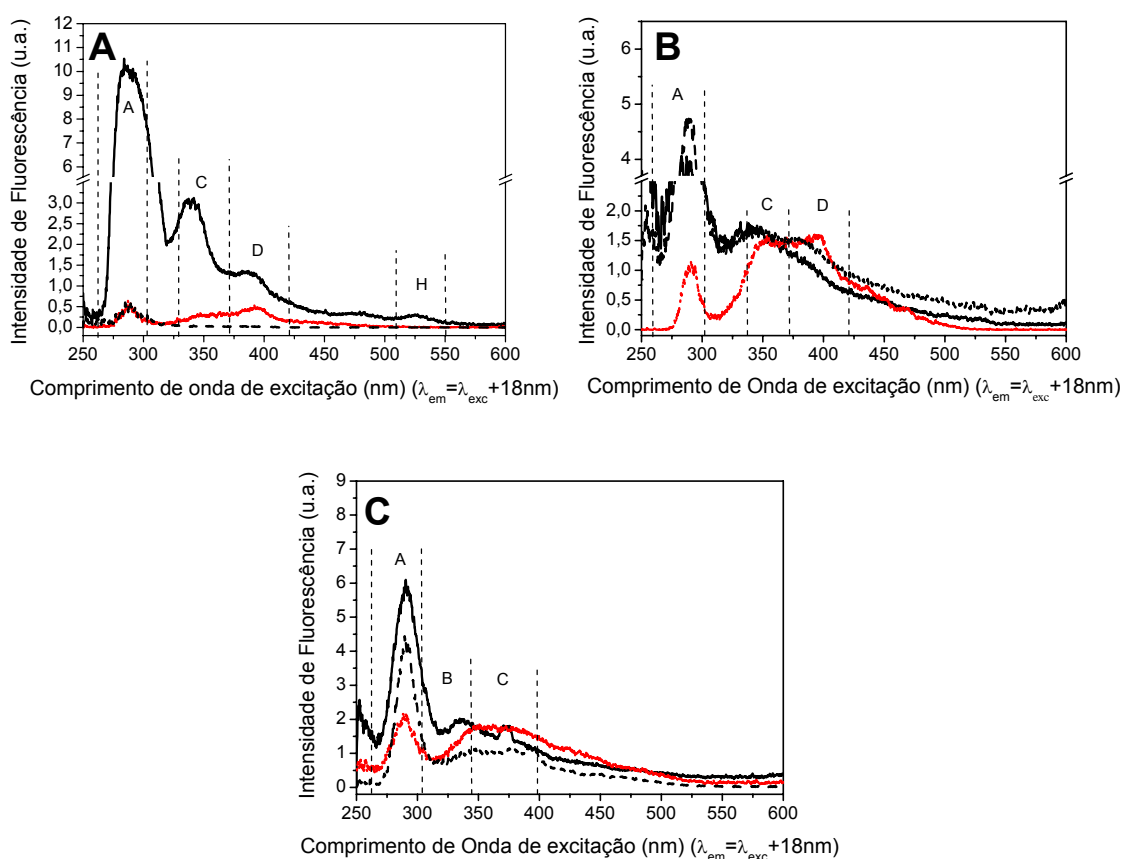 A
Intensidade de Fluorescência (u.a.)
12
11
10
9
8
7
6
3,0
2,5
2,0
1,5
1,0
0,5
0,0
A
C
D
H
250 300 350 400 450 500 550 600
Comprimento de onda de excitação (nm) (λem=λexc+18nm)
B
Intensidade de Fluorescência (u.a.)
6
5
4
2,0
1,5
1,0
0,5
0,0
A
C
D
250 300 350 400 450 500 550 600
Comprimento de Onda de excitação (nm) (λem=λexc+18nm)
C
Intensidade de Fluorescência (u.a.)
9
8
7
6
5
4
3
2
1
0
A
B
C
250 300 350 400 450 500 550 600
Comprimento de Onda de excitação (nm) (λem=λexc+18nm)